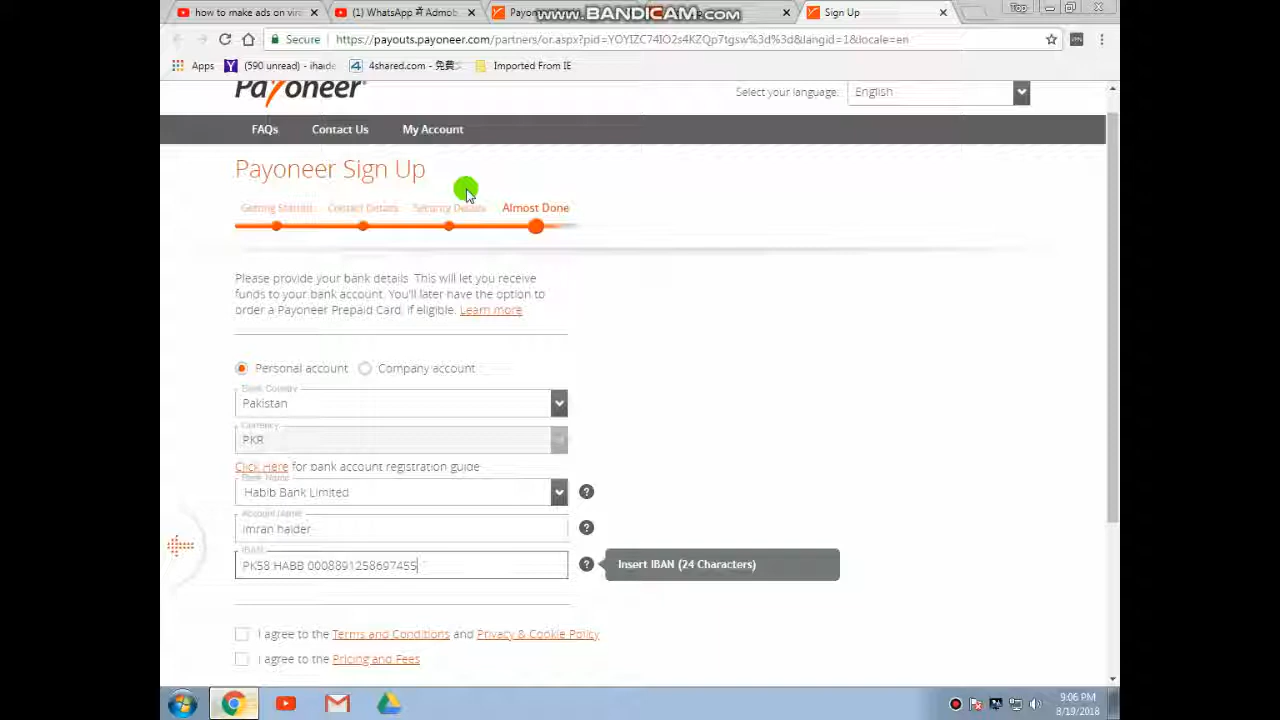 how to make ads on vir
(1) WhatsApp में Admob
Payo
www.BANDICAM.com
Sign Up
Top
Secure
https://payouts.payoneer.com/partners/or.aspx?pid=YOYIZC74IO2s4KZQp7tgsw%3d%3d&langid=1&locale=en
Apps
(590 unread) - ihaide
4shared.com - 免費
Imported From IE
Payoneer
Select your language:
English
FAQs
Contact Us
My Account
Payoneer Sign Up
Getting Started
Contact Details
Security Details
Almost Done
Please provide your bank details. This will let you receive
funds to your bank account. You'll later have the option to
order a Payoneer Prepaid Card, if eligible. Learn more
Personal account
Company account
Bank Country
Pakistan
Currency
PKR
Click Here for bank account registration guide
Bank Name
Habib Bank Limited
Account Name
imran haider
IBAN
PK58 HABB 0008891258697455
Insert IBAN (24 Characters)
I agree to the Terms and Conditions and Privacy & Cookie Policy
I agree to the Pricing and Fees
9:06 PM
8/19/2018